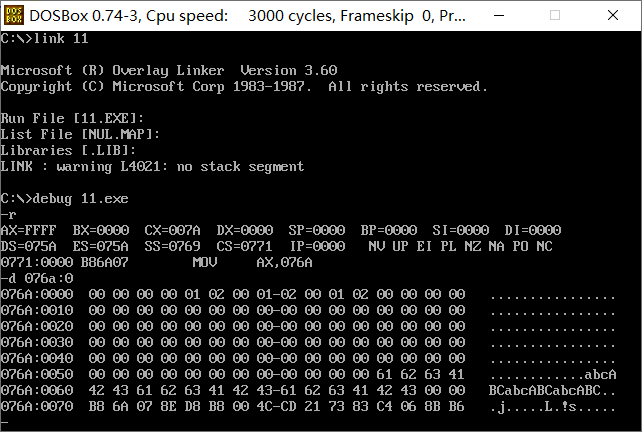 DOSBox 0.74-3, Cpu speed:    3000 cycles, Frameskip  0, Pr...
C:\>link 11
Microsoft (R) Overlay Linker  Version 3.60
Copyright (C) Microsoft Corp 1983-1987.  All rights reserved.
Run File [11.EXE]:
List File [NUL.MAP]:
Libraries [.LIB]:
LINK : warning L4021: no stack segment
C:\>debug 11.exe
-r
AX=FFFF  BX=0000  CX=007A  DX=0000  SP=0000  BP=0000  SI=0000  DI=0000
DS=075A  ES=075A  SS=0769  CS=0771  IP=0000   NV UP EI PL NZ NA PO NC
0771:0000 B86A07        MOV     AX,076A
-d 076a:0
076A:0000  00 00 00 00 01 02 00 01-02 00 01 02 00 00 00 00   ................
076A:0010  00 00 00 00 00 00 00 00-00 00 00 00 00 00 00 00   ................
076A:0020  00 00 00 00 00 00 00 00-00 00 00 00 00 00 00 00   ................
076A:0030  00 00 00 00 00 00 00 00-00 00 00 00 00 00 00 00   ................
076A:0040  00 00 00 00 00 00 00 00-00 00 00 00 00 00 00 00   ................
076A:0050  00 00 00 00 00 00 00 00-00 00 00 00 61 62 63 41   ............abcA
076A:0060  42 43 61 62 63 41 42 43-61 62 63 41 42 43 00 00   BCabcABCabcABC..
076A:0070  B8 6A 07 8E D8 B8 00 4C-CD 21 73 83 C4 06 8B B6   .j.....L.!s.....
-